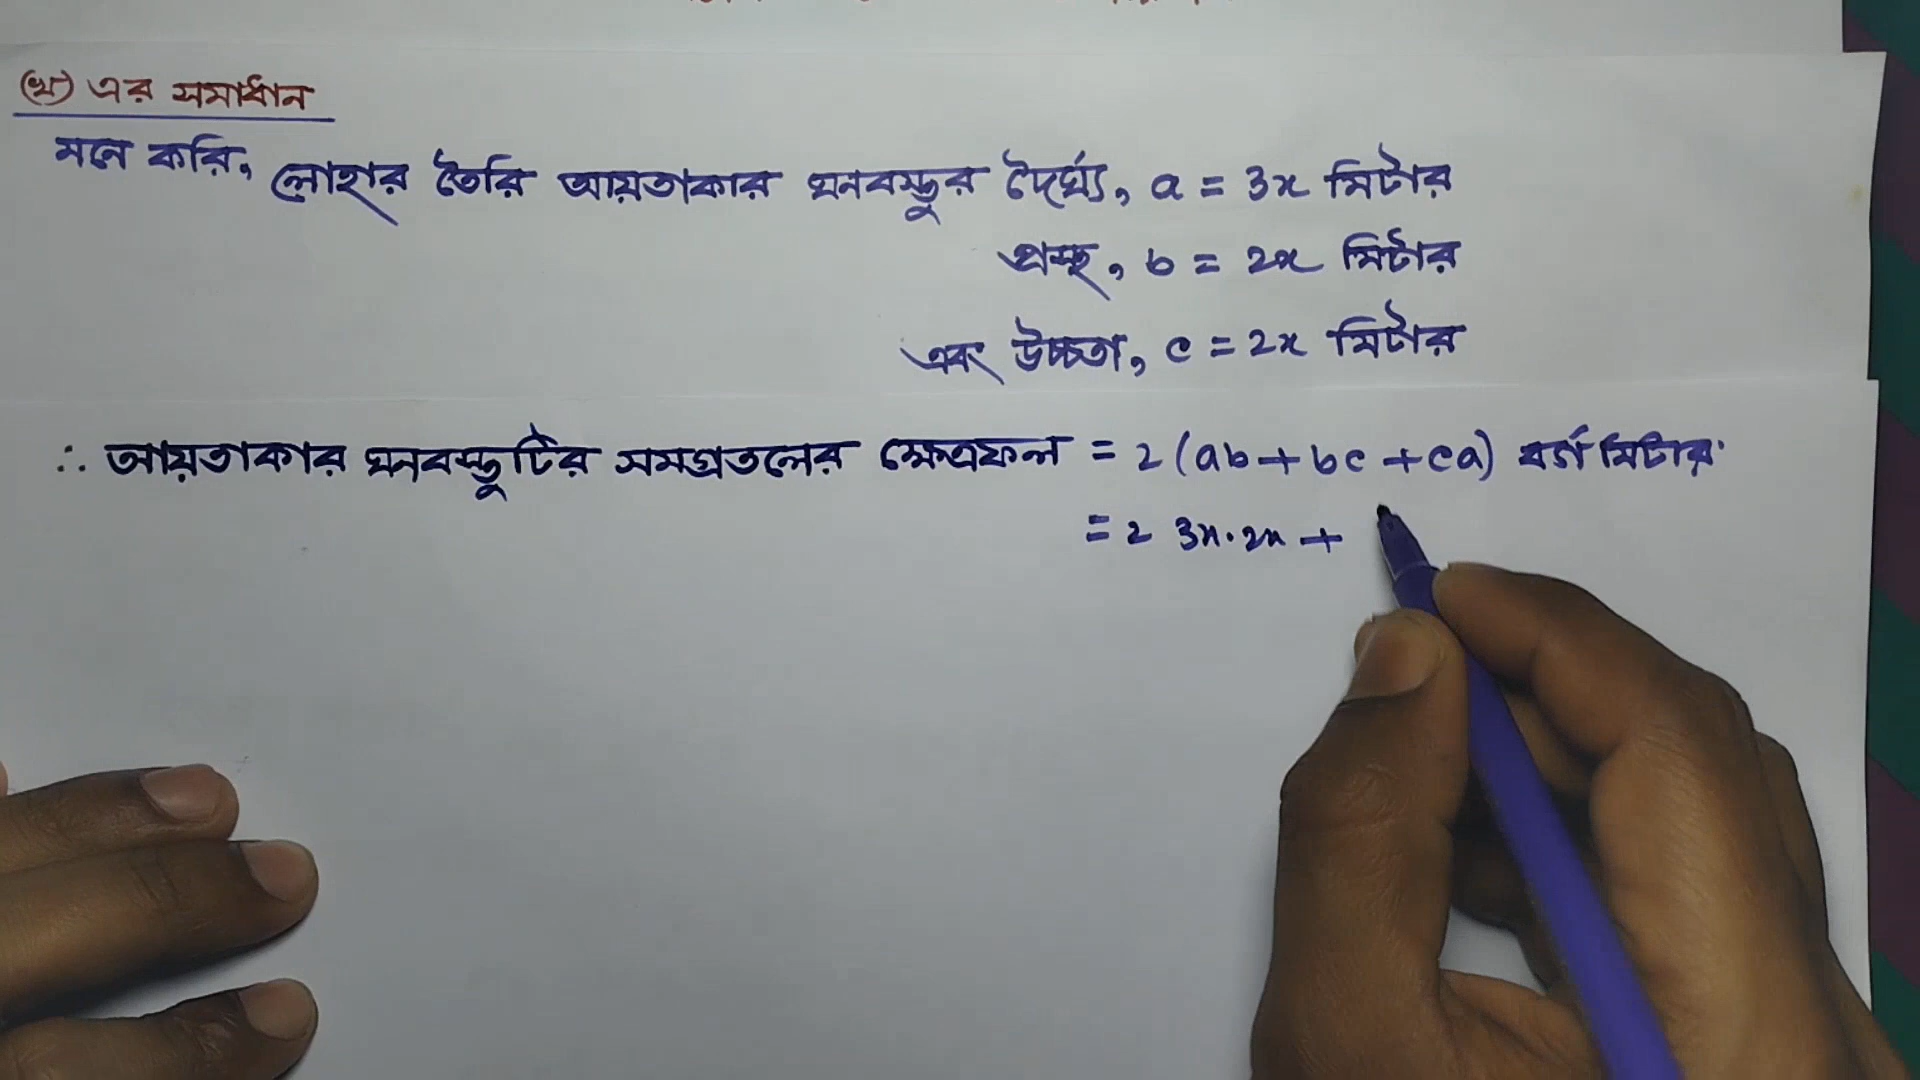 (খ) এর সমাধান
মনে করি, লোহার তৈরি আয়তাকার ঘনবস্তুর দৈর্ঘ্য, a = 3x মিটার
প্রস্থ, b = 2x মিটার
এবং উচ্চতা, c = 2x মিটার
∴ আয়তাকার ঘনবস্তুটির সমগ্রতলের ক্ষেত্রফল = 2 (ab + bc + ca) বর্গ মিটার
= 2 3x . 2x +